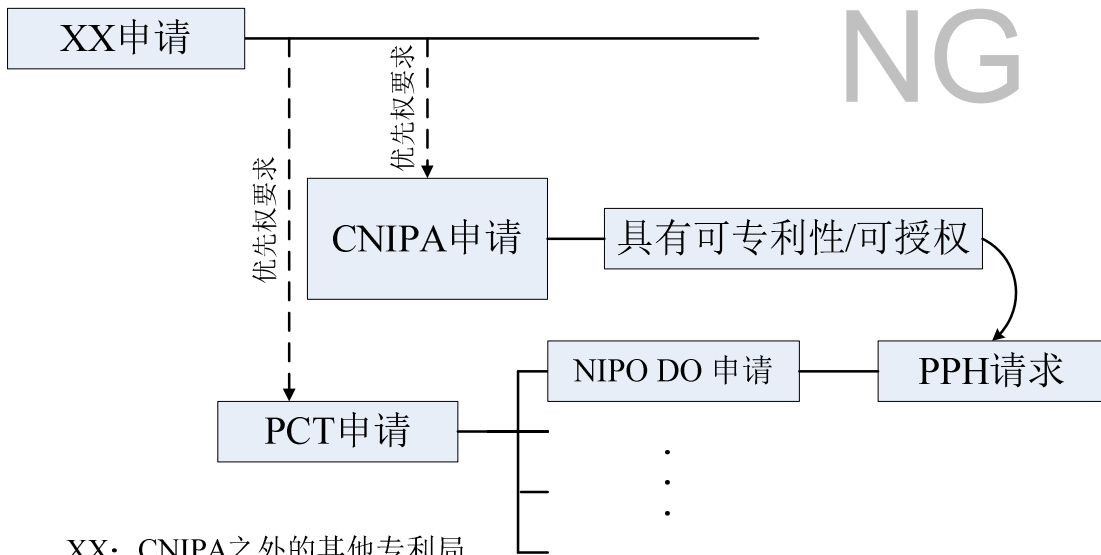 XX申请
NG
优先权要求
优先权要求
CNIPA申请
具有可专利性/可授权
NIPO DO 申请
PPH请求
PCT申请
XX：CNIPA之外的其他专利局